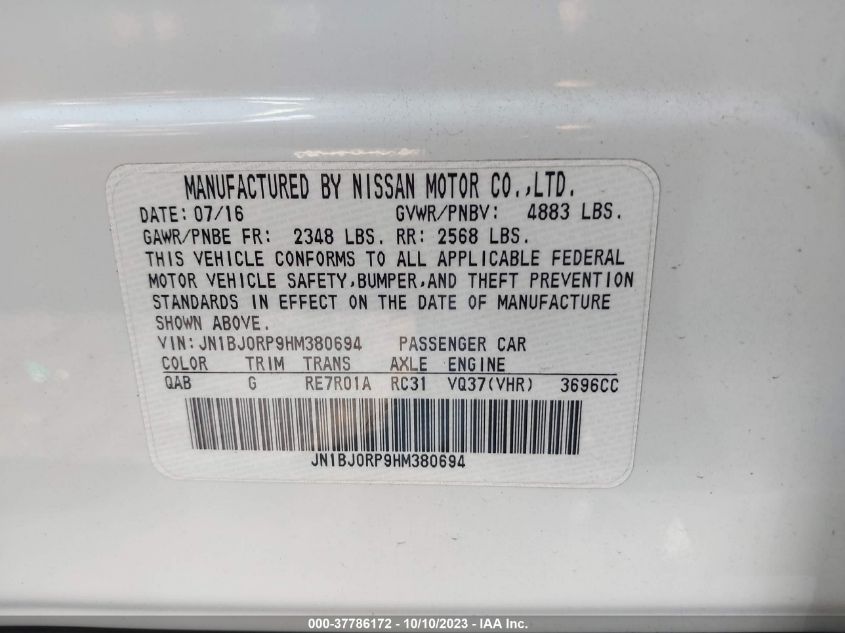 MANUFACTURED BY NISSAN MOTOR CO.,LTD.
DATE: 07/16 GVWR/PNBV: 4883 LBS.
GAWR/PNBE FR: 2348 LBS. RR: 2568 LBS.
THIS VEHICLE CONFORMS TO ALL APPLICABLE FEDERAL
MOTOR VEHICLE SAFETY,BUMPER,AND THEFT PREVENTION
STANDARDS IN EFFECT ON THE DATE OF MANUFACTURE
SHOWN ABOVE.
VIN: JN1BJ0RP9HM380694 PASSENGER CAR
COLOR TRIM TRANS AXLE ENGINE
QAB G RE7R01A RC31 VQ37(VHR) 3696CC
JN1BJ0RP9HM380694
000-37786172 - 10/10/2023 - IAA Inc.